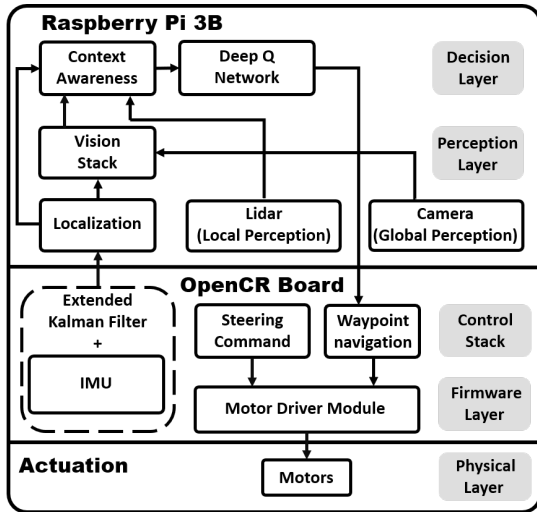 Raspberry Pi 3B
Context
Awareness
Deep Q
Network
Decision
Layer
Vision
Stack
Perception
Layer
Localization
Lidar
(Local Perception)
Camera
(Global Perception)
OpenCR Board
Extended
Kalman Filter
+
IMU
Steering
Command
Waypoint
navigation
Control
Stack
Motor Driver Module
Firmware
Layer
Actuation
Motors
Physical
Layer